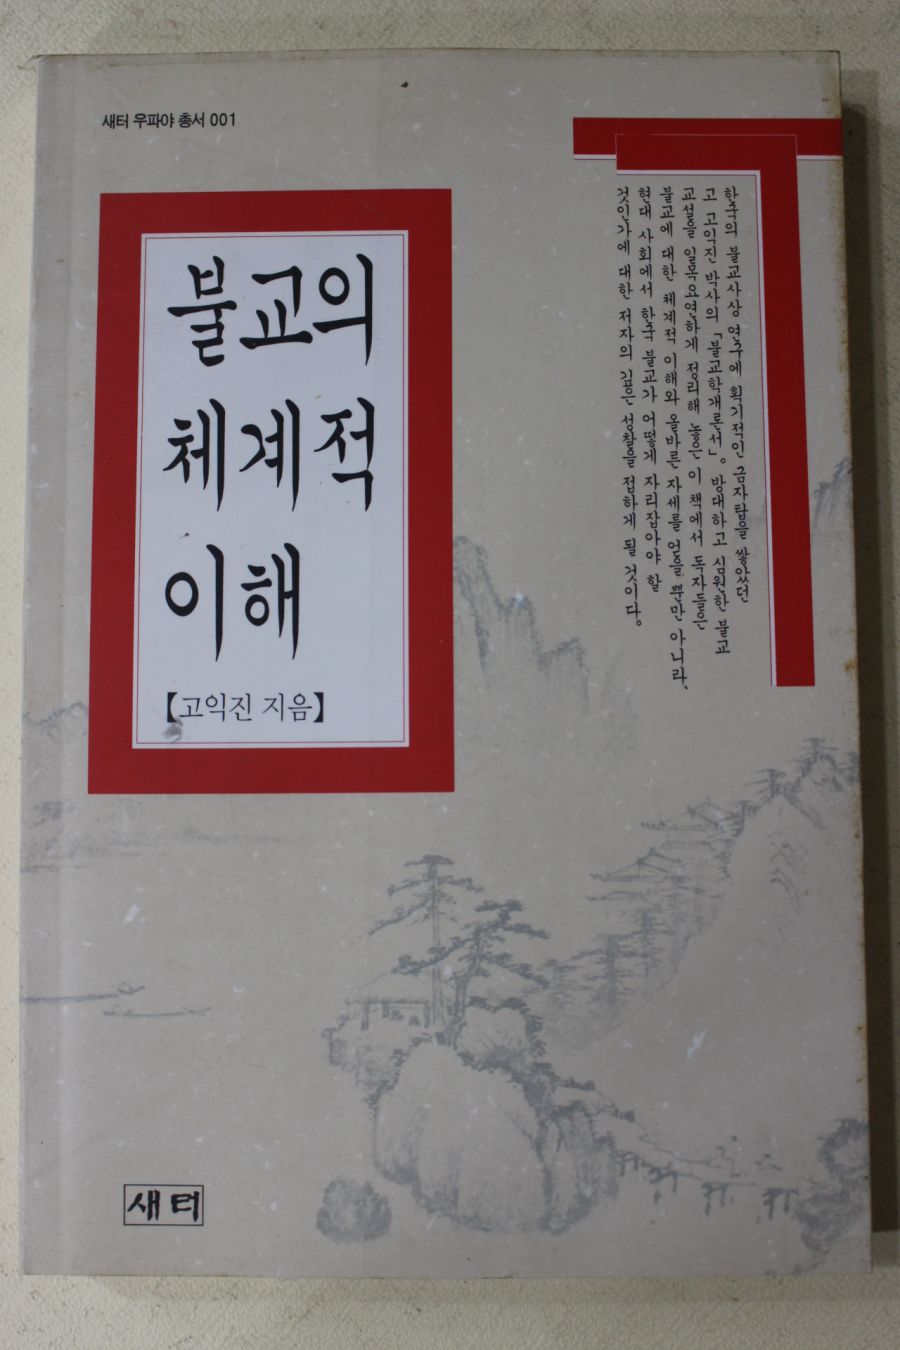 새터 우파야 총서 001
불교의
체계적
이해
【고익진 지음】
한국의 불교사상 연구에 획기적인 금자탑을 쌓았던
고 고익진 박사의 「불교학개론서」. 방대하고 심원한 불교
교설을 일목요연하게 정리해 놓은 이 책에서 독자들은
불교에 대한 체계적 이해와 올바른 자세를 얻을 뿐만 아니라,
현대 사회에서 한국 불교가 어떻게 자리잡아야 할
것인가에 대한 저자의 깊은 성찰을 접하게 될 것이다.
새터